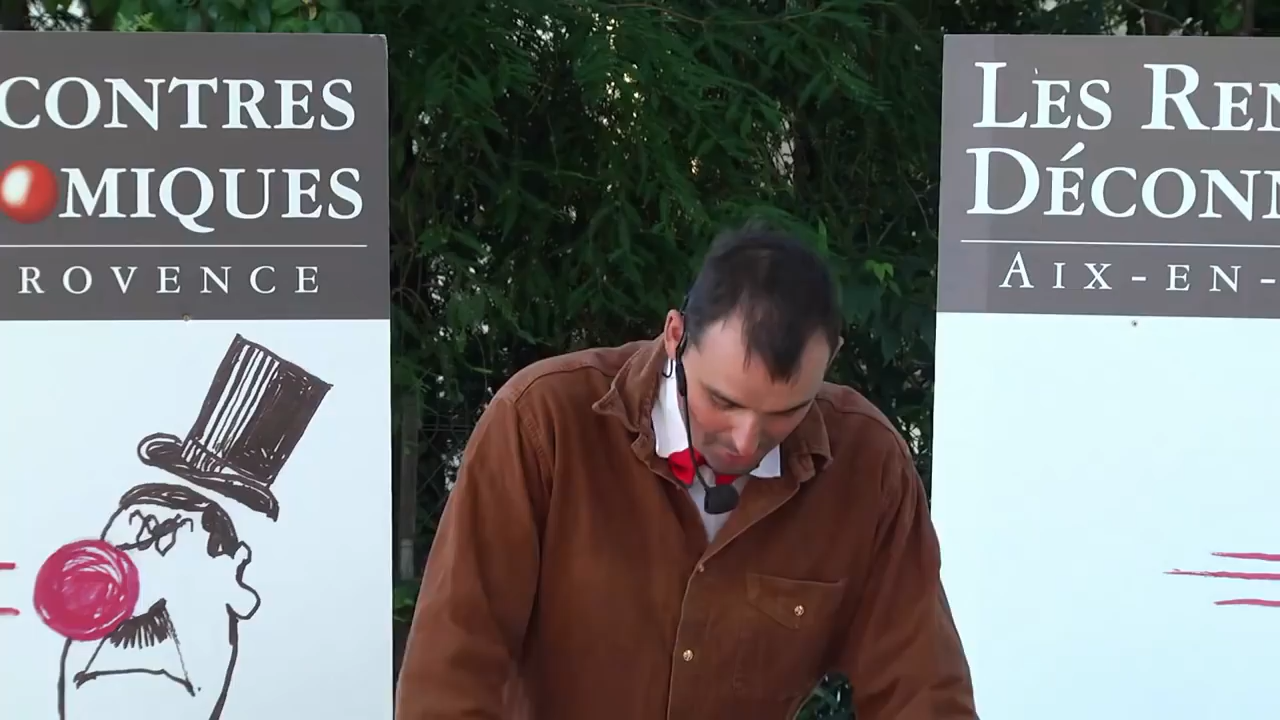 CONTRES
MIQUES
ROVENCE
LES REN
DÉCONN
AIX-EN-